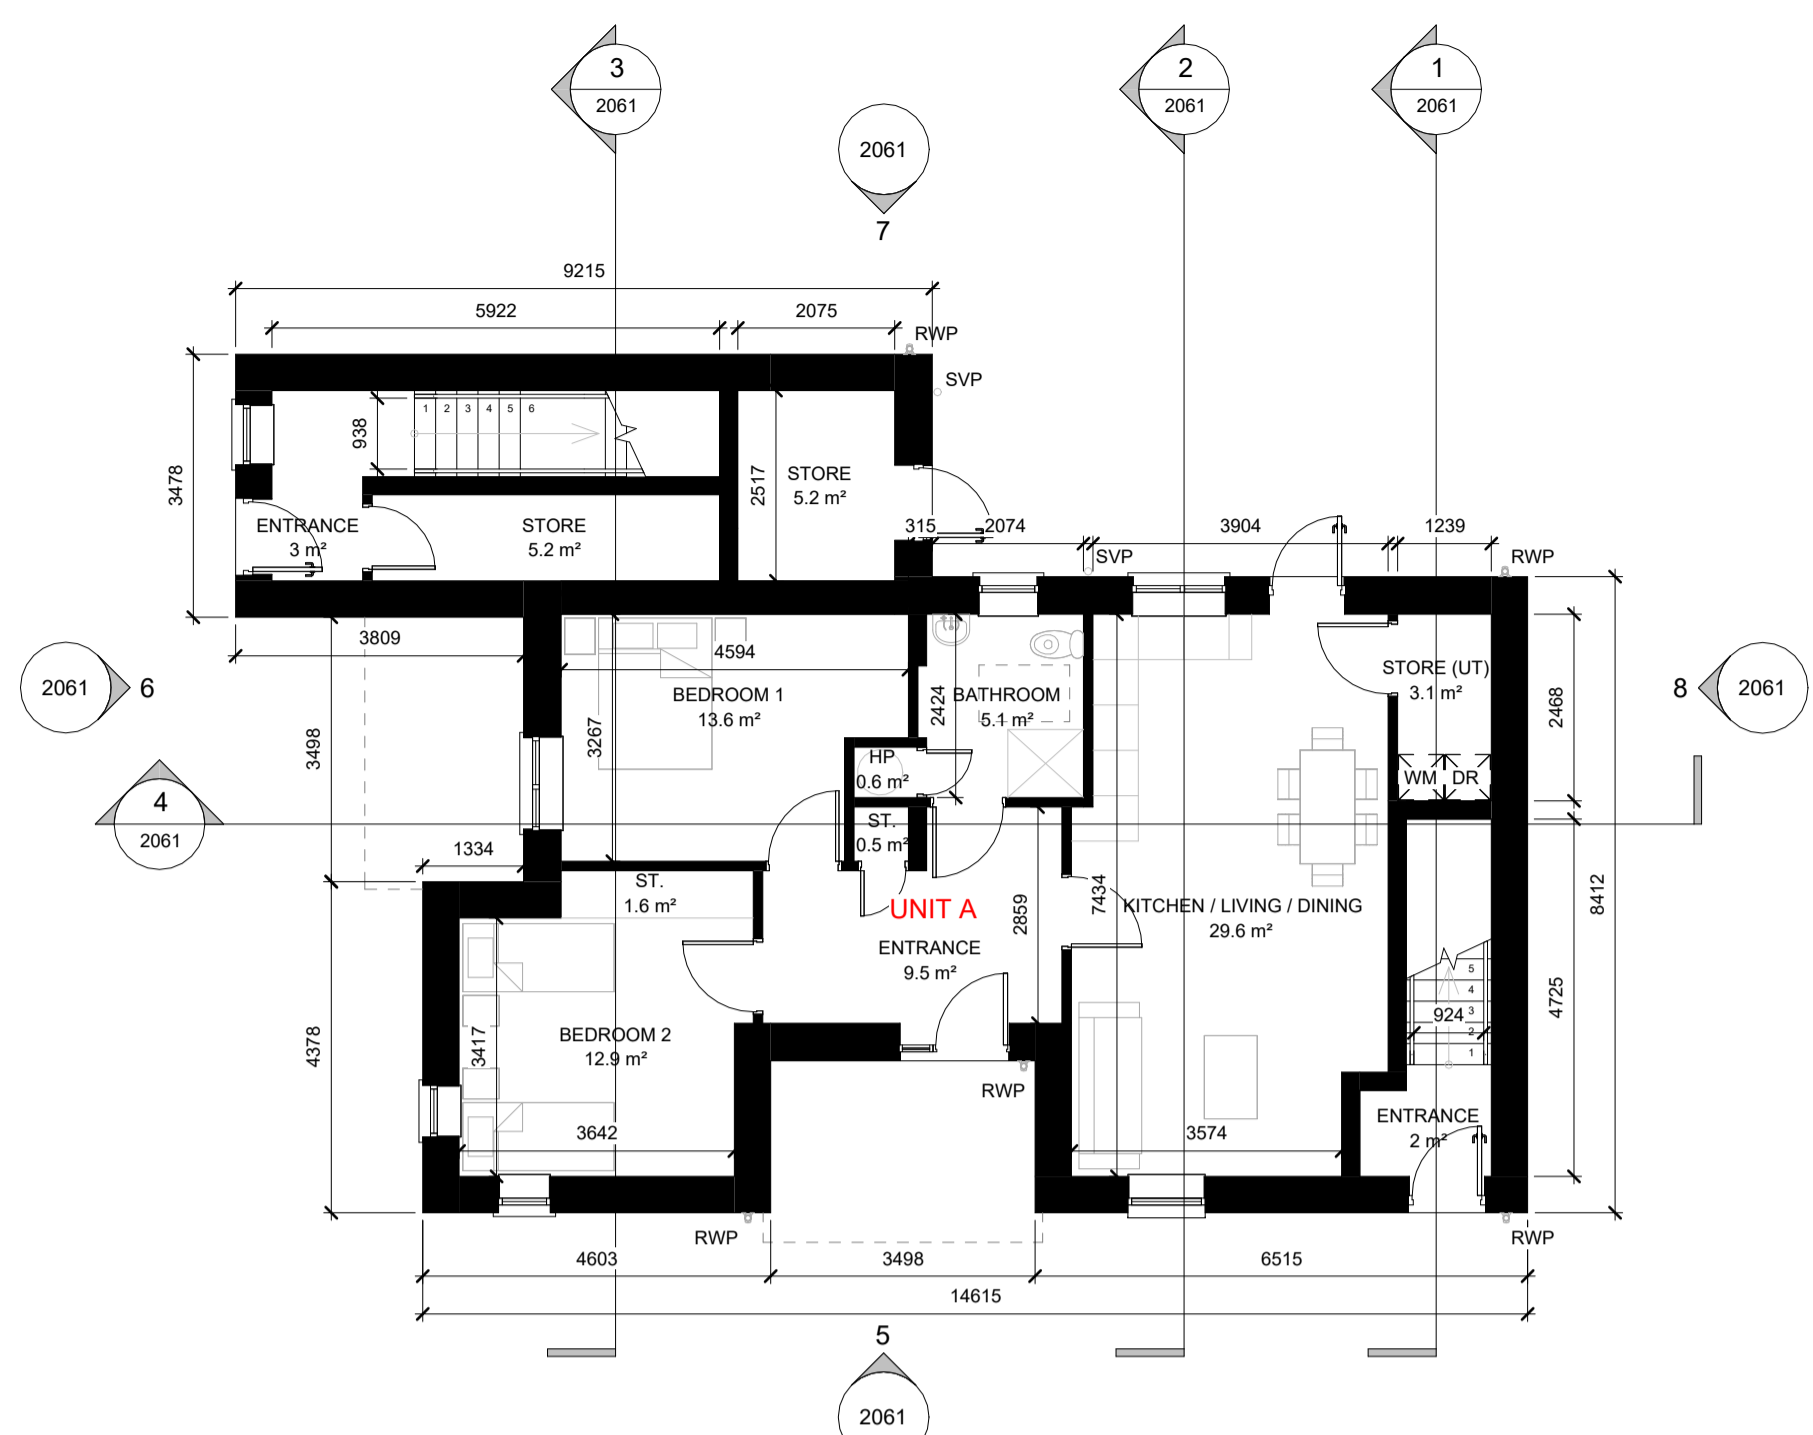 3
2061
2
2061
1
2061
2061
7
9215
5922
2075
RWP
SVP
1 2 3 4 5 6
938
3478
STORE
5.2 m²
2517
ENTRANCE
3 m²
STORE
5.2 m²
315
2074
3904
1239
SVP
RWP
3809
4594
2061
6
BEDROOM 1
13.6 m²
2424
BATHROOM
5.1 m²
STORE (UT)
3.1 m²
2468
8
2061
3498
3267
HP
0.6 m²
WM
DR
4
2061
ST.
0.5 m²
1334
ST.
1.6 m²
UNIT A
2859
7434
KITCHEN / LIVING / DINING
29.6 m²
8412
ENTRANCE
9.5 m²
5
4
3
2
1
924
4725
4378
3417
BEDROOM 2
12.9 m²
RWP
ENTRANCE
2 m²
3642
3574
RWP
RWP
4603
3498
6515
14615
5
2061